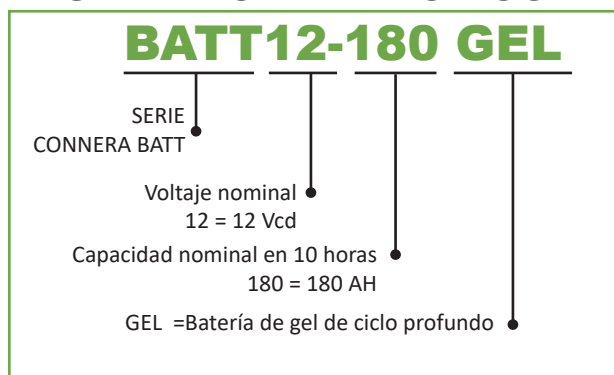 BATT12-180 GEL
SERIE
CONNERA BATT
Voltaje nominal
12 = 12 Vcd
Capacidad nominal en 10 horas
180 = 180 AH
GEL =Batería de gel de ciclo profundo